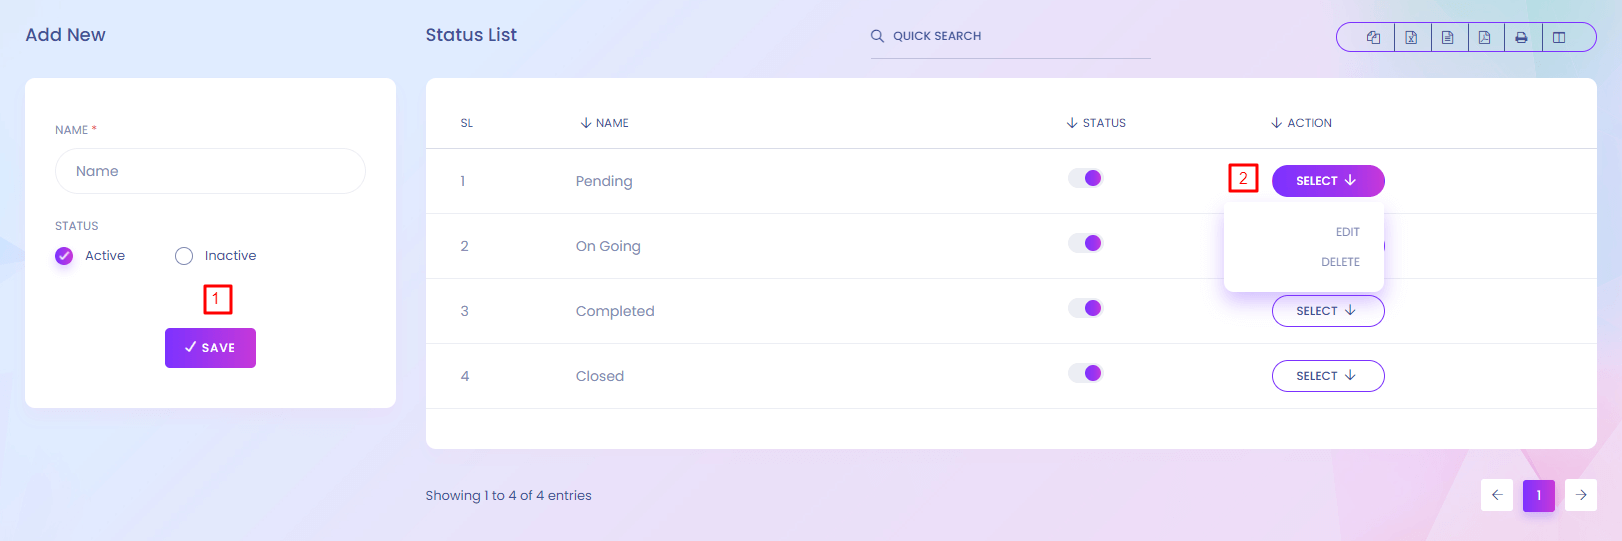 Add New
Status List
QUICK SEARCH
NAME *
Name
STATUS
Active
Inactive
1
SAVE
SL
NAME
STATUS
ACTION
1
Pending
2
SELECT
EDIT
DELETE
2
On Going
3
Completed
SELECT
4
Closed
SELECT
Showing 1 to 4 of 4 entries
1